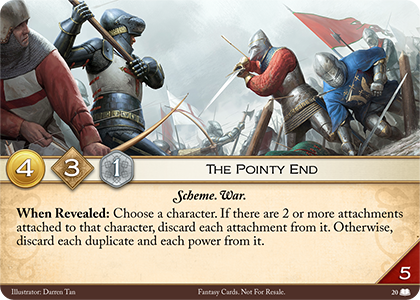 4 3 1 The Pointy End
Scheme. War.
When Revealed: Choose a character. If there are 2 or more attachments
attached to that character, discard each attachment from it. Otherwise,
discard each duplicate and each power from it.
5
Illustrator: Darren Tan Fantasy Cards. Not For Resale. 20